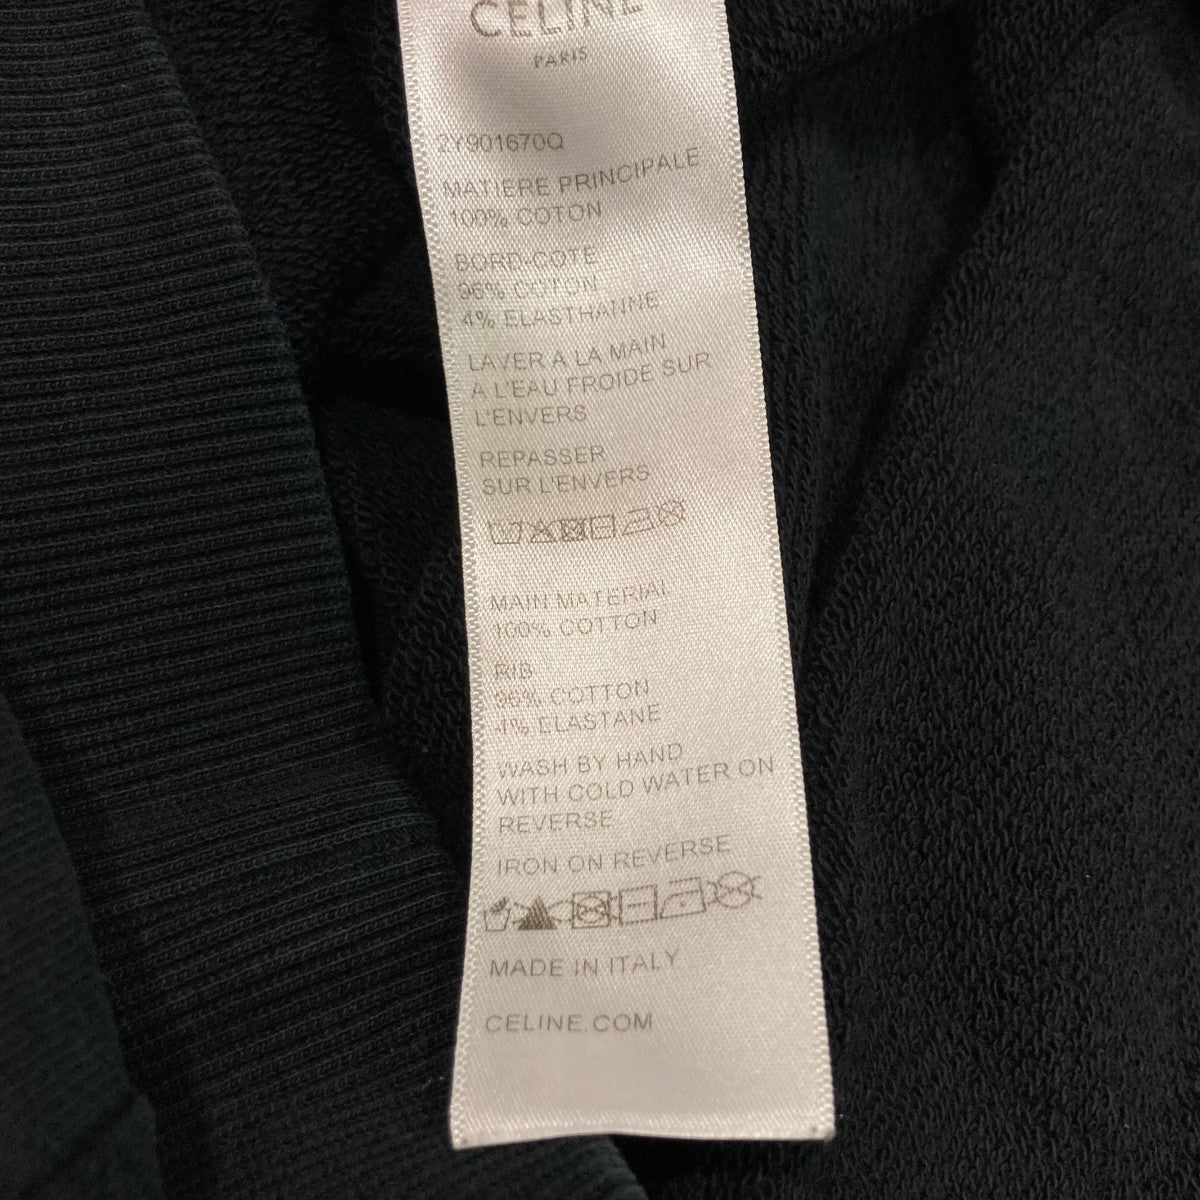 CELINE
PARIS
2Y901670Q
MATIERE PRINCIPALE
100% COTON
BORD-COTE
96% COTON
4% ELASTHANNE
LAVER A LA MAIN
A L'EAU FROIDE SUR
L'ENVERS
REPASSER
SUR L'ENVERS
MAIN MATERIAL
100% COTTON
RIB
96% COTTON
4% ELASTANE
WASH BY HAND
WITH COLD WATER ON
REVERSE
IRON ON REVERSE
MADE IN ITALY
CELINE.COM